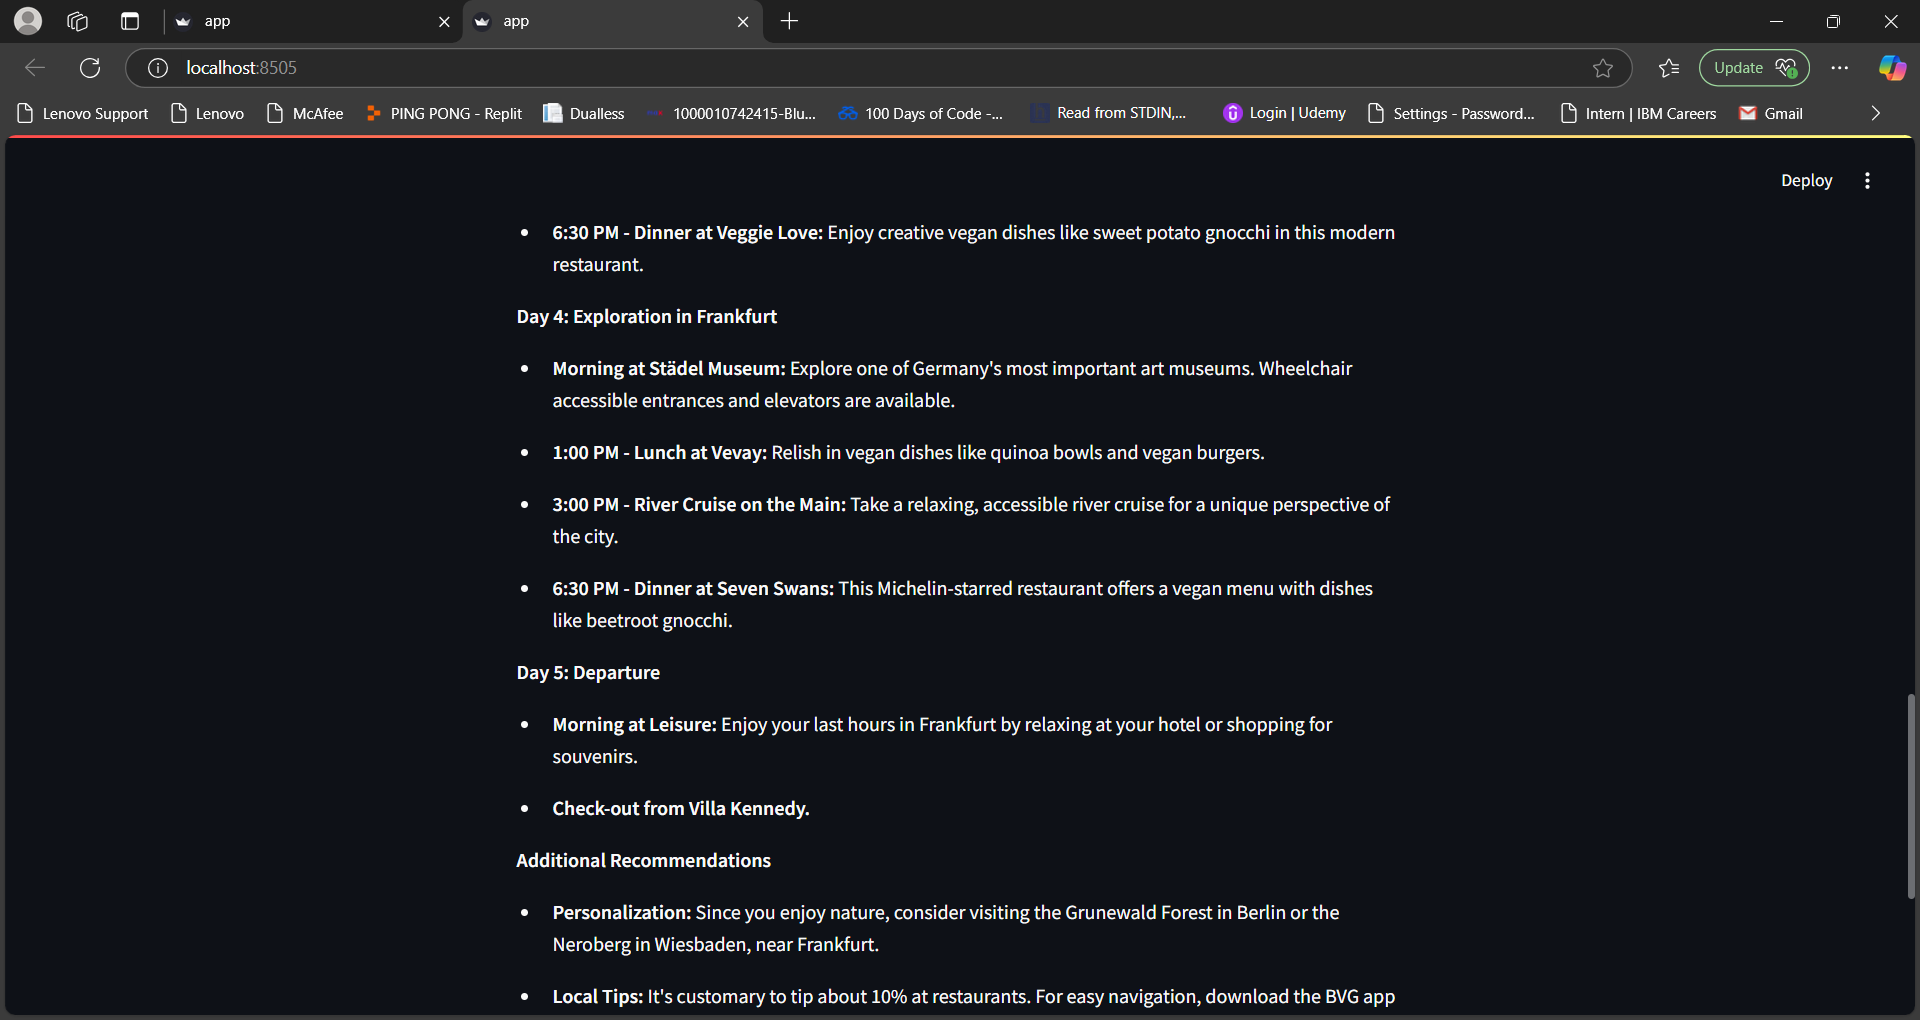 app
app
localhost:8505
Update
Lenovo Support
Lenovo
McAfee
PING PONG - Replit
Dualless
1000010742415-Blu...
100 Days of Code -...
Read from STDIN,...
Login | Udemy
Settings - Password...
Intern | IBM Careers
Gmail
Deploy
• 6:30 PM - Dinner at Veggie Love: Enjoy creative vegan dishes like sweet potato gnocchi in this modern
restaurant.
Day 4: Exploration in Frankfurt
• Morning at Städel Museum: Explore one of Germany's most important art museums. Wheelchair
accessible entrances and elevators are available.
• 1:00 PM - Lunch at Vevay: Relish in vegan dishes like quinoa bowls and vegan burgers.
• 3:00 PM - River Cruise on the Main: Take a relaxing, accessible river cruise for a unique perspective of
the city.
• 6:30 PM - Dinner at Seven Swans: This Michelin-starred restaurant offers a vegan menu with dishes
like beetroot gnocchi.
Day 5: Departure
• Morning at Leisure: Enjoy your last hours in Frankfurt by relaxing at your hotel or shopping for
souvenirs.
• Check-out from Villa Kennedy.
Additional Recommendations
• Personalization: Since you enjoy nature, consider visiting the Grunewald Forest in Berlin or the
Neroberg in Wiesbaden, near Frankfurt.
• Local Tips: It's customary to tip about 10% at restaurants. For easy navigation, download the BVG app